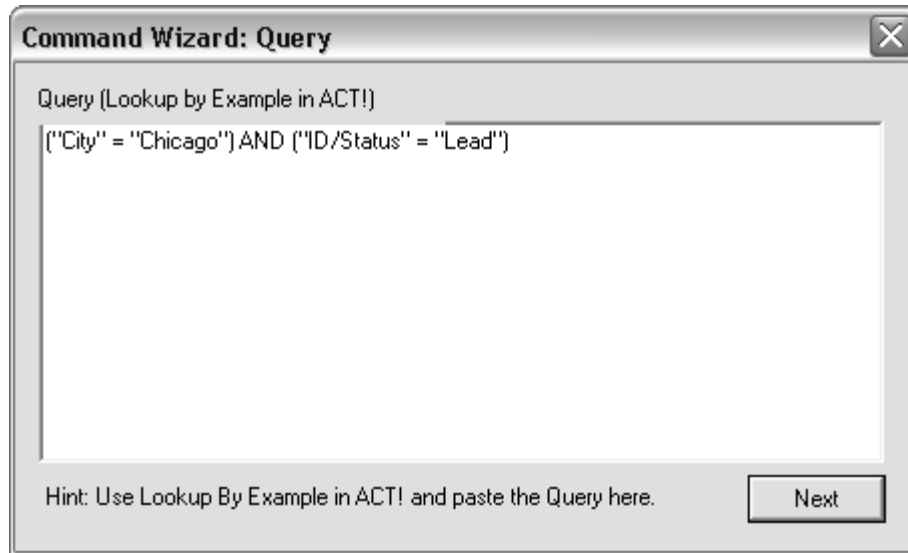 Command Wizard: Query
Query (Lookup by Example in ACT!)
("City" = "Chicago") AND ("ID/Status" = "Lead")
Hint: Use Lookup By Example in ACT! and paste the Query here.
Next